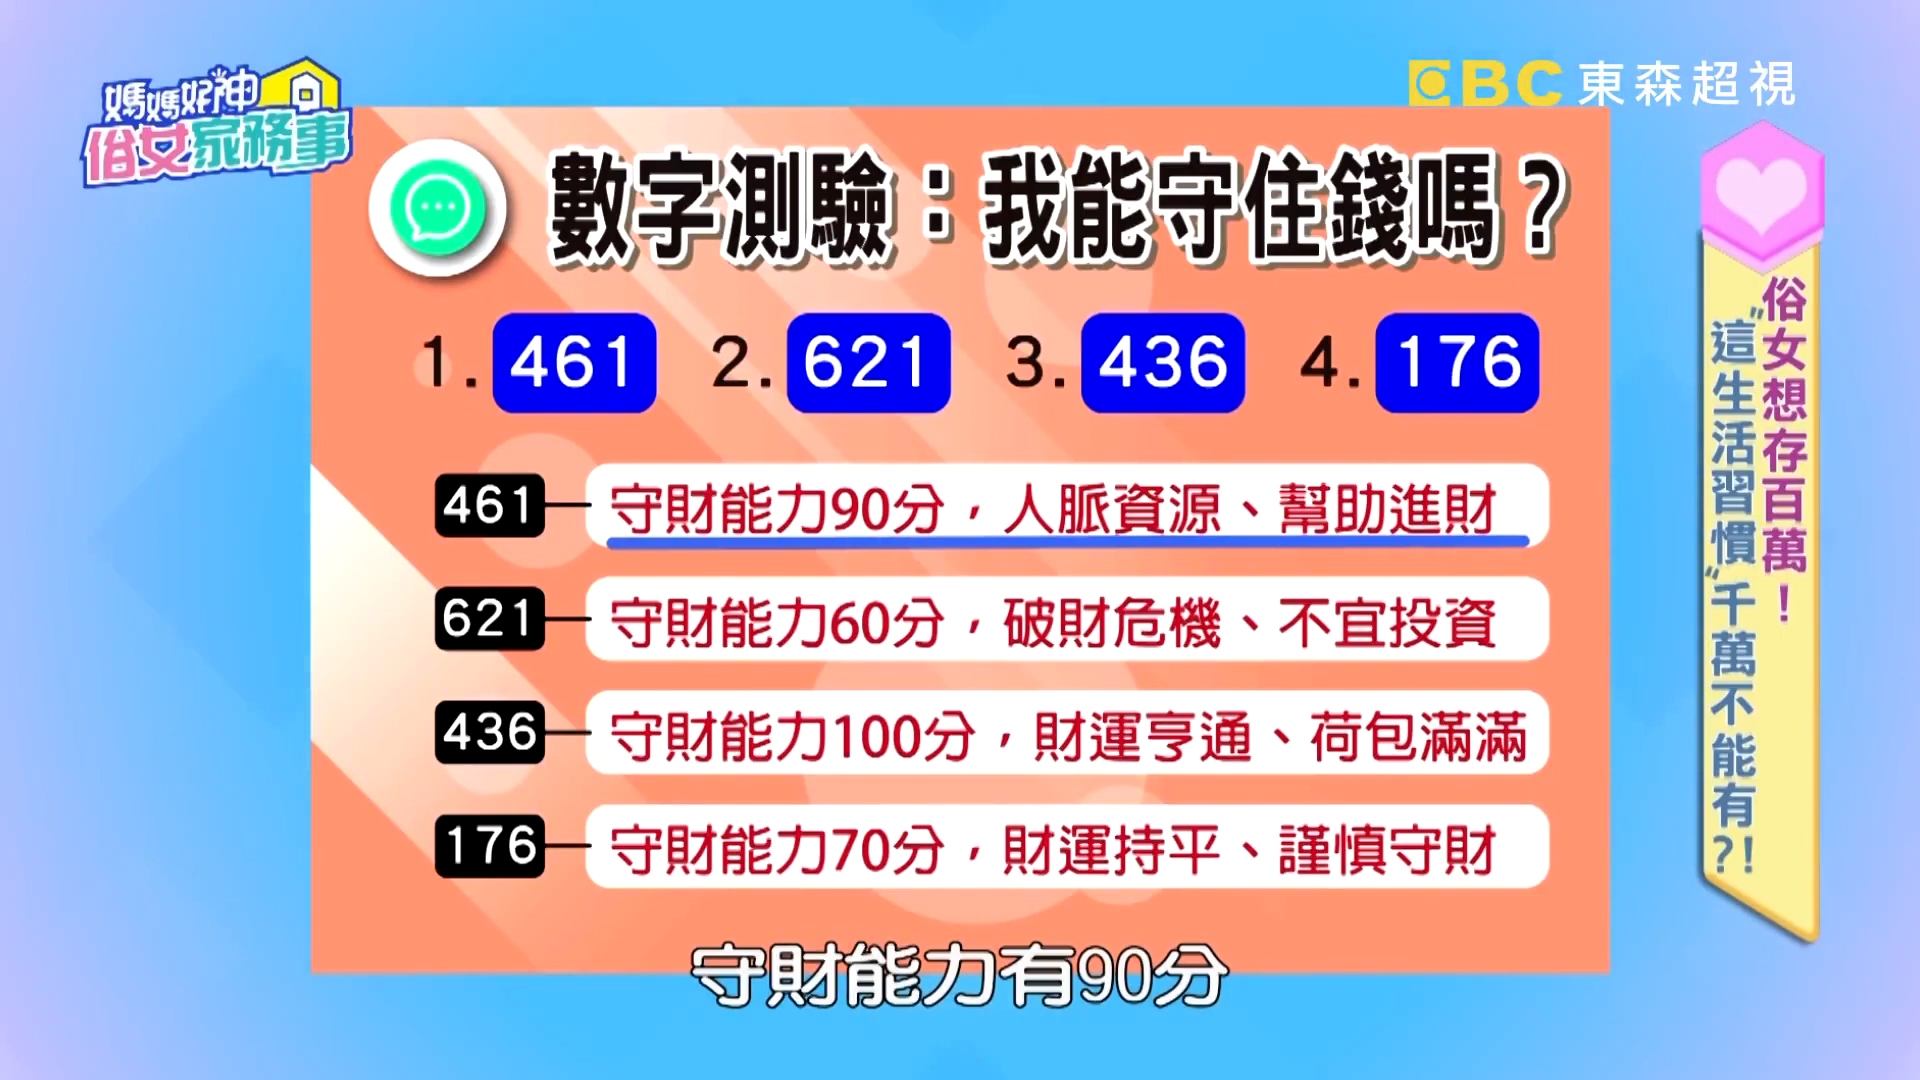 媽媽好神
俗女家務事
EBC 東森超視
數字測驗：我能守住錢嗎？
1. 461 2. 621 3. 436 4. 176
461 守財能力90分，人脈資源、幫助進財
621 守財能力60分，破財危機、不宜投資
436 守財能力100分，財運亨通、荷包滿滿
176 守財能力70分，財運持平、謹慎守財
俗女想存百萬！
〝這生活習慣〞千萬不能有？！
守財能力有90分